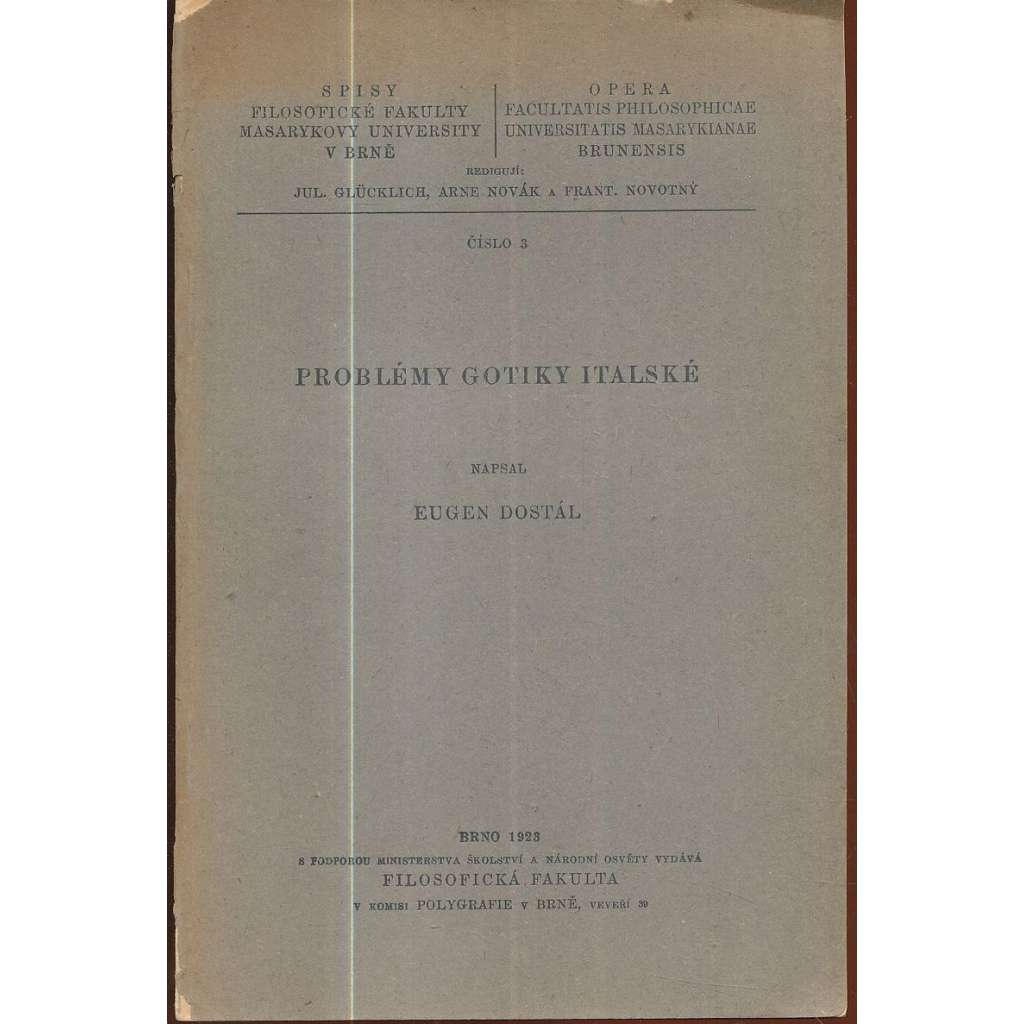 SPISY
FILOSOFICKÉ FAKULTY
MASARYKOVY UNIVERSITY
V BRNĚ
OPERA
FACULTATIS PHILOSOPHICAE
UNIVERSITATIS MASARYKIANAE
BRUNENSIS
REDIGUJÍ:
JUL. GLÜCKLICH, ARNE NOVÁK A FRANT. NOVOTNÝ
ČÍSLO 3
PROBLÉMY GOTIKY ITALSKÉ
NAPSAL
EUGEN DOSTÁL
BRNO 1923
S PODPOROU MINISTERSTVA ŠKOLSTVÍ A NÁRODNÍ OSVĚTY VYDÁVÁ
FILOSOFICKÁ FAKULTA
V KOMISI POLYGRAFIE V BRNĚ, VEVEŘÍ 39